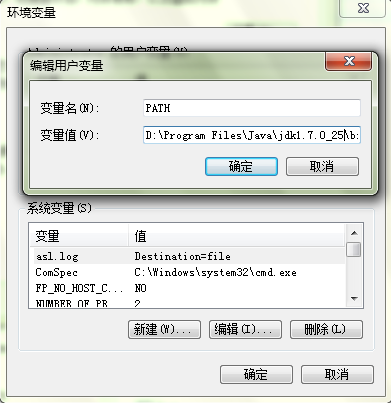 环境变量
Administrator 的用户变量(U)
编辑用户变量
变量名(N): PATH
变量值(V): D:\Program Files\Java\jdk1.7.0_25\b
确定 取消
系统变量(S)
变量 值
asl.log Destination=file
ComSpec C:\Windows\system32\cmd.exe
FP_NO_HOST_C... NO
NUMBER_OF_PR 2
新建(W)... 编辑(I)... 删除(L)
确定 取消